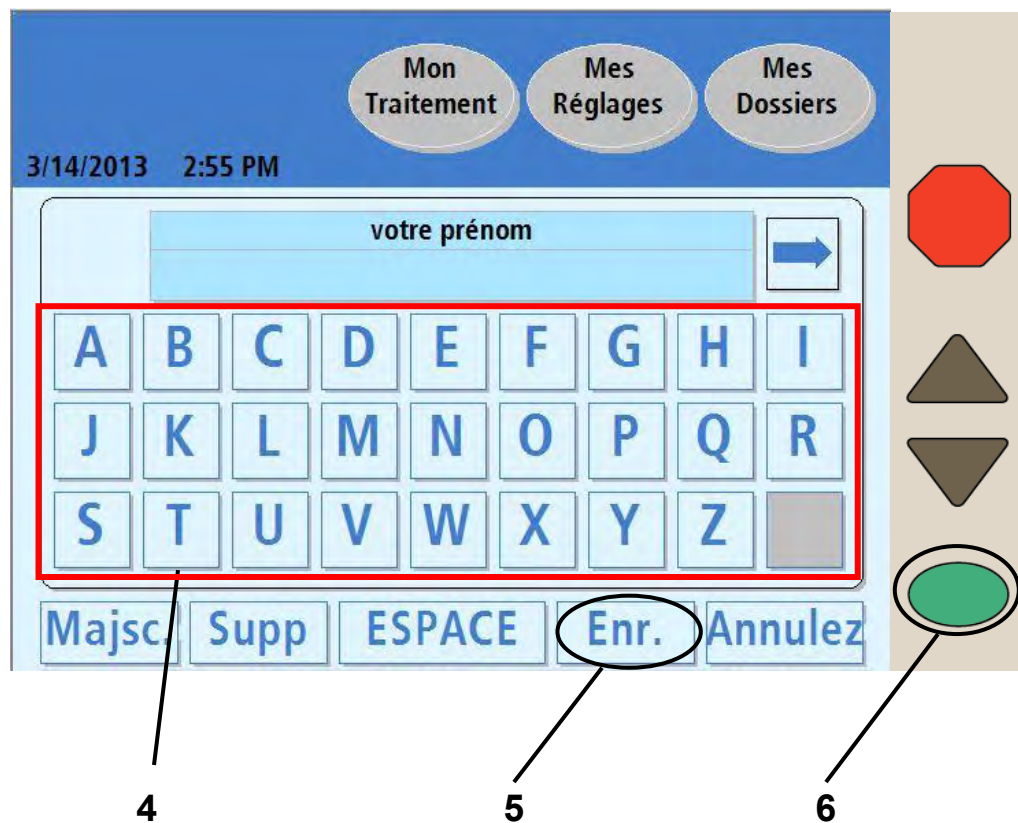 Mon Traitement
Mes Réglages
Mes Dossiers
3/14/2013 2:55 PM
votre prénom
A B C D E F G H I
J K L M N O P Q R
S T U V W X Y Z
Majsc. Supp ESPACE Enr. Annulez
4 5 6